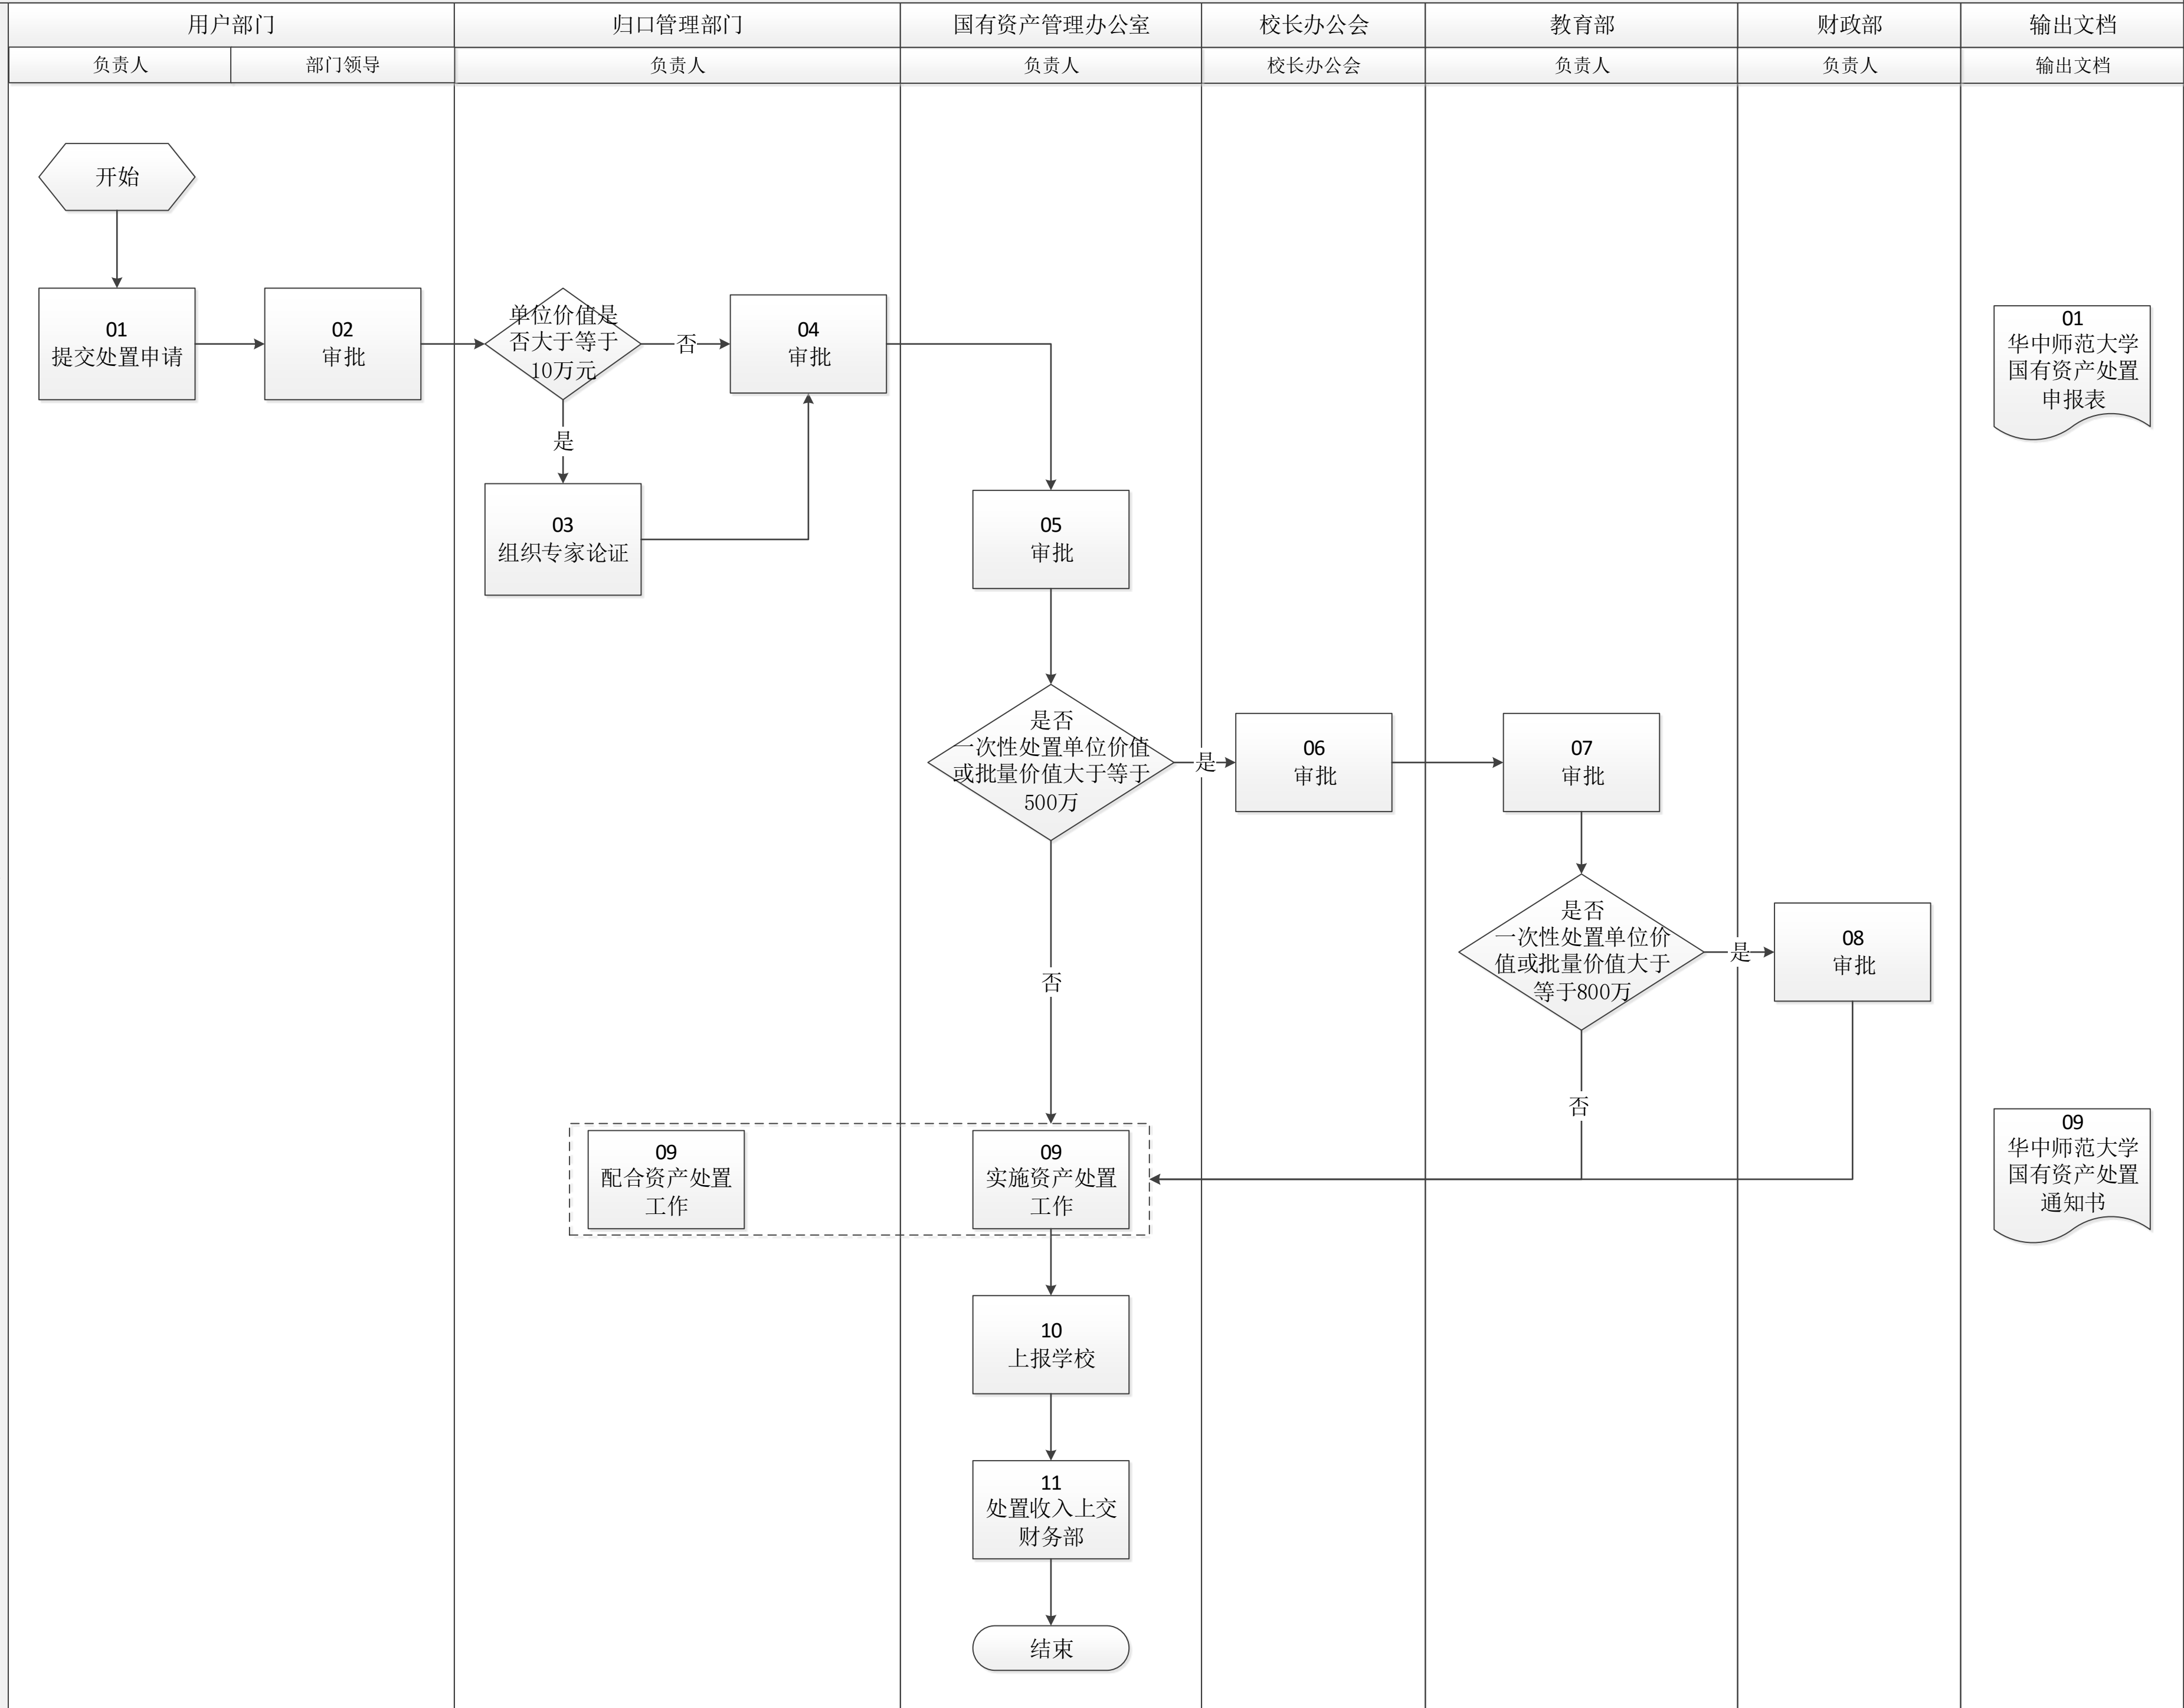 用户部门
归口管理部门
国有资产管理办公室
校长办公会
教育部
财政部
输出文档
负责人
部门领导
负责人
负责人
校长办公会
负责人
负责人
输出文档
开始
01
提交处置申请
02
审批
单位价值是
否大于等于
10万元
否
04
审批
01
华中师范大学
国有资产处置
申报表
是
03
组织专家论证
05
审批
是否
一次性处置单位价值
或批量价值大于等于
500万
是
06
审批
07
审批
是否
一次性处置单位价
值或批量价值大于
等于800万
是
08
审批
否
否
09
配合资产处置
工作
09
实施资产处置
工作
09
华中师范大学
国有资产处置
通知书
10
上报学校
11
处置收入上交
财务部
结束